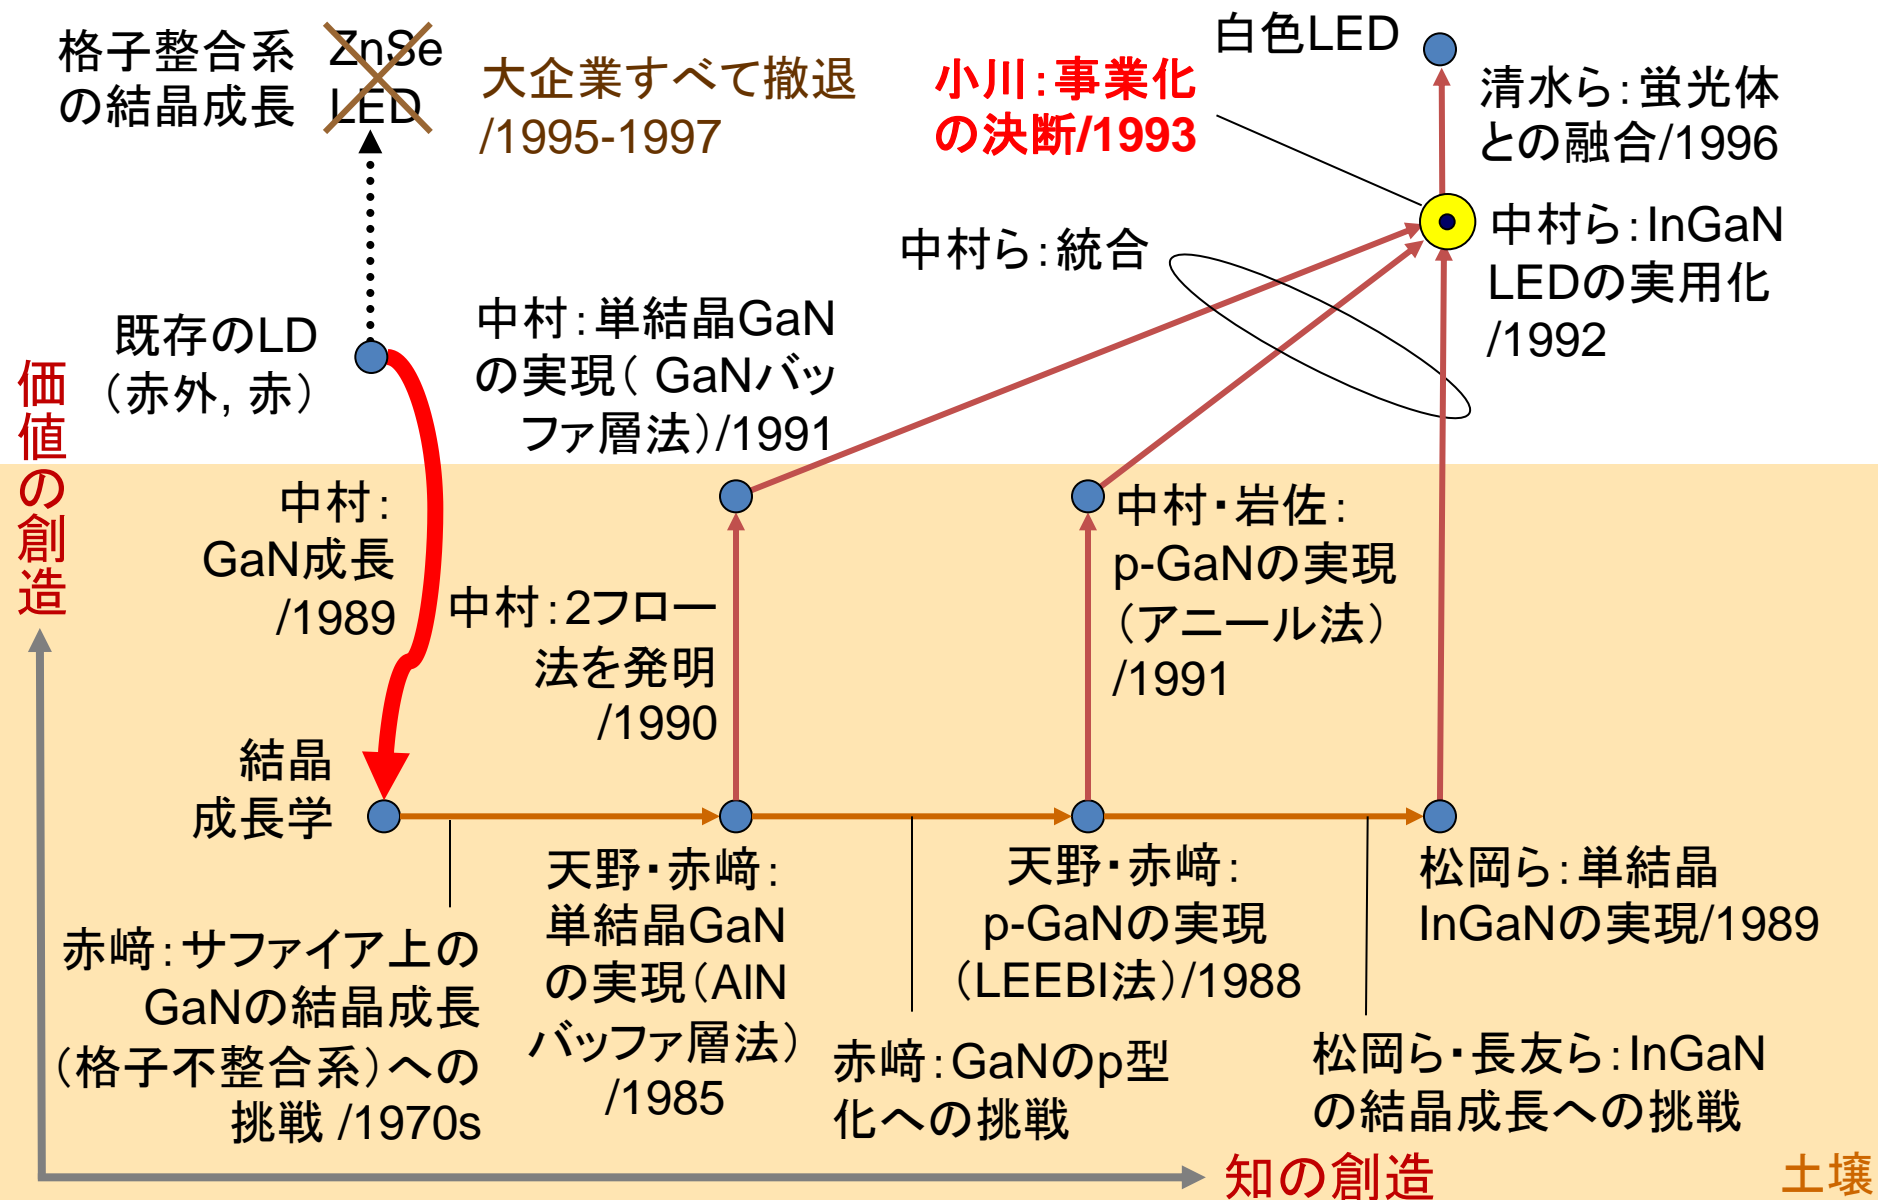 格子整合系
の結晶成長
ZnSe
LED
大企業すべて撤退
/1995-1997
小川：事業化
の決断/1993
白色LED
清水ら：蛍光体
との融合/1996
中村ら：統合
中村ら：InGaN
LEDの実用化
/1992
既存のLD
（赤外, 赤）
中村：単結晶GaN
の実現（ GaNバッ
ファ層法）/1991
価値の創造
中村：
GaN成長
/1989
中村：2フロー
法を発明
/1990
中村・岩佐：
p-GaNの実現
（アニール法）
/1991
結晶
成長学
赤﨑：サファイア上の
GaNの結晶成長
（格子不整合系）への
挑戦 /1970s
天野・赤﨑：
単結晶GaN
の実現（AlN
バッファ層法）
/1985
赤﨑：GaNのp型
化への挑戦
天野・赤﨑：
p-GaNの実現
（LEEBI法）/1988
松岡ら：単結晶
InGaNの実現/1989
松岡ら・長友ら：InGaN
の結晶成長への挑戦
知の創造
土壌